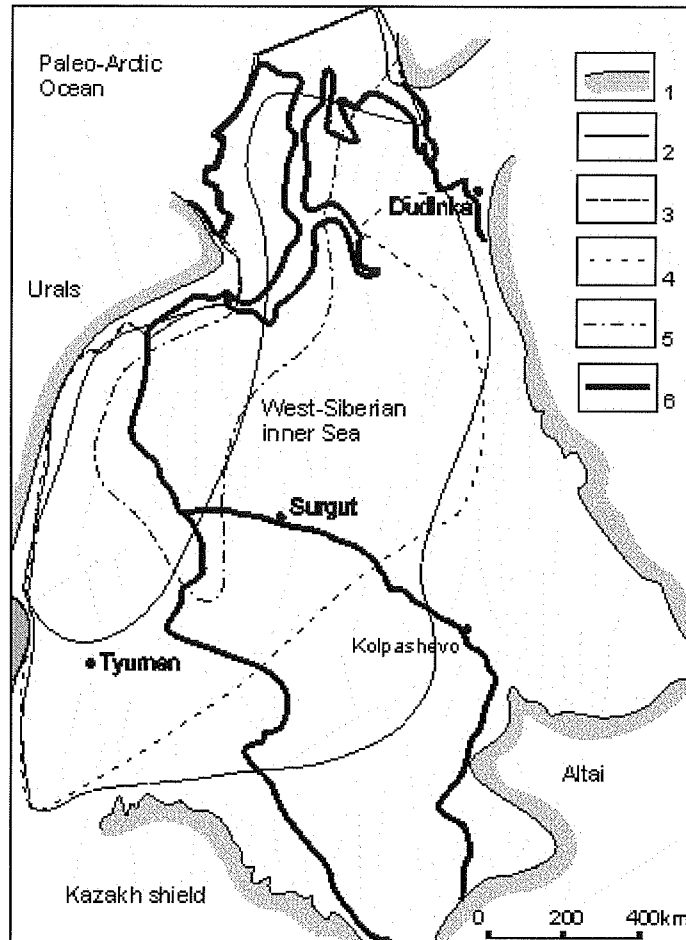 Paleo-Arctic
Ocean
1
2
3
4
5
6
Dudinka
Urals
West-Siberian
inner Sea
Surgut
Kolpashevo
Tyuman
Altai
Kazakh shield
0 200 400km